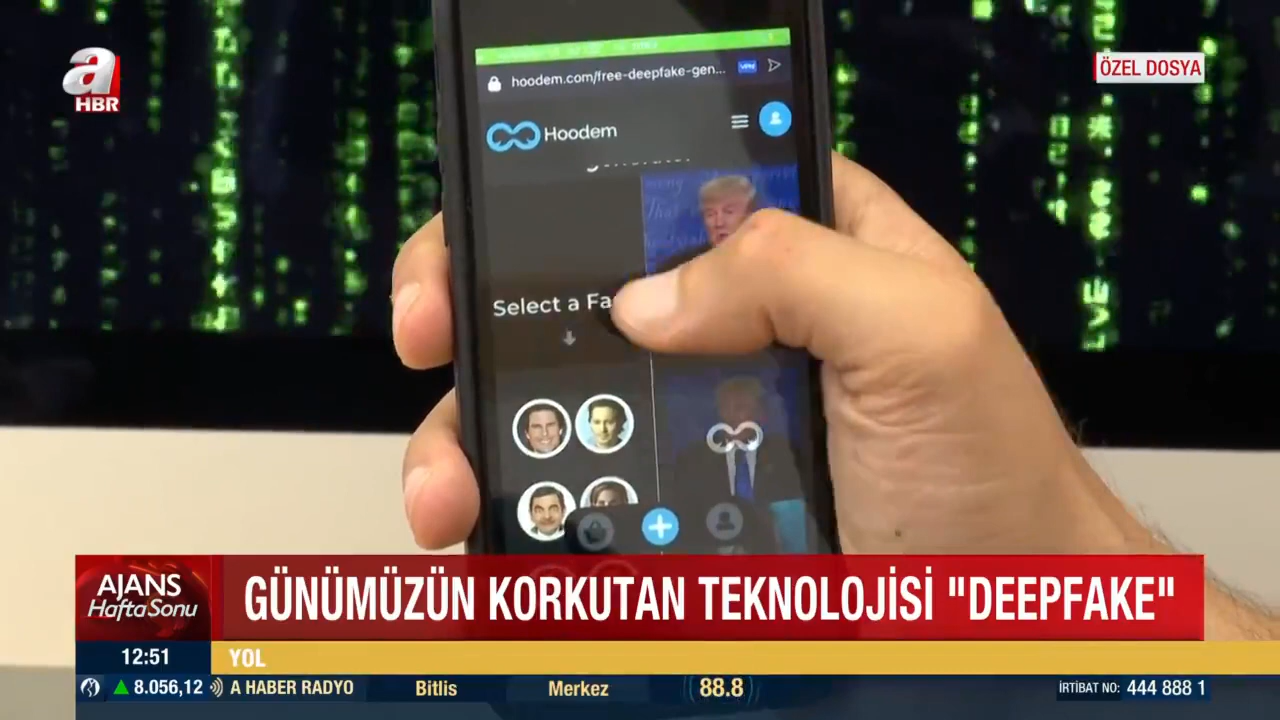 a
HBR
ÖZEL DOSYA
hoodem.com/free-deepfake-gen...
VPN
Hoodem
Select a Fa
AJANS
HaftaSonu
GÜNÜMÜZÜN KORKUTAN TEKNOLOJİSİ "DEEPFAKE"
12:51
YOL
8.056,12
A HABER RADYO
Bitlis
Merkez
88.8
İRTİBAT NO: 444 888 1